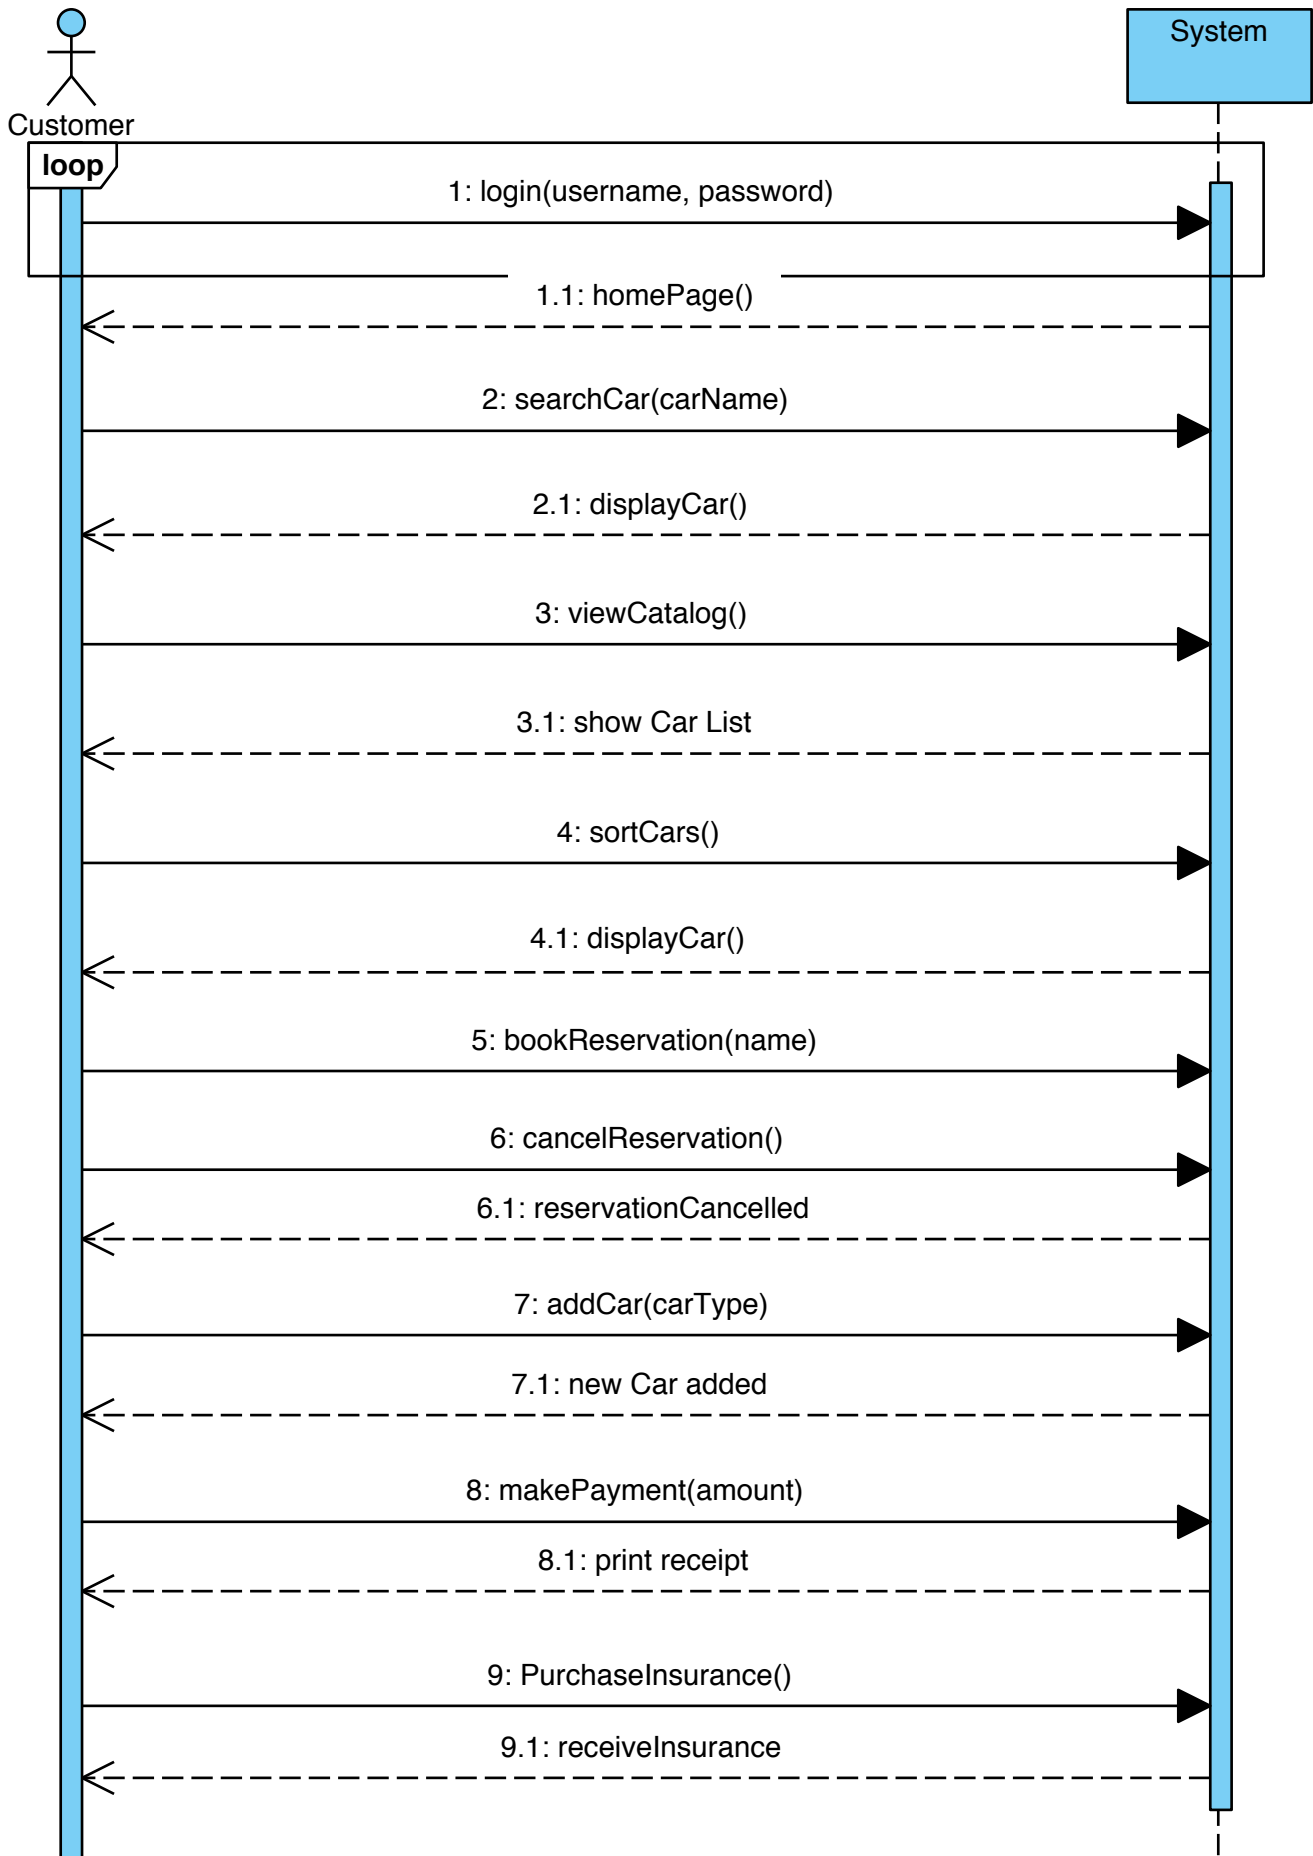 System
Customer
loop
1: login(username, password)
1.1: homePage()
2: searchCar(carName)
2.1: displayCar()
3: viewCatalog()
3.1: show Car List
4: sortCars()
4.1: displayCar()
5: bookReservation(name)
6: cancelReservation()
6.1: reservationCancelled
7: addCar(carType)
7.1: new Car added
8: makePayment(amount)
8.1: print receipt
9: PurchaseInsurance()
9.1: receiveInsurance